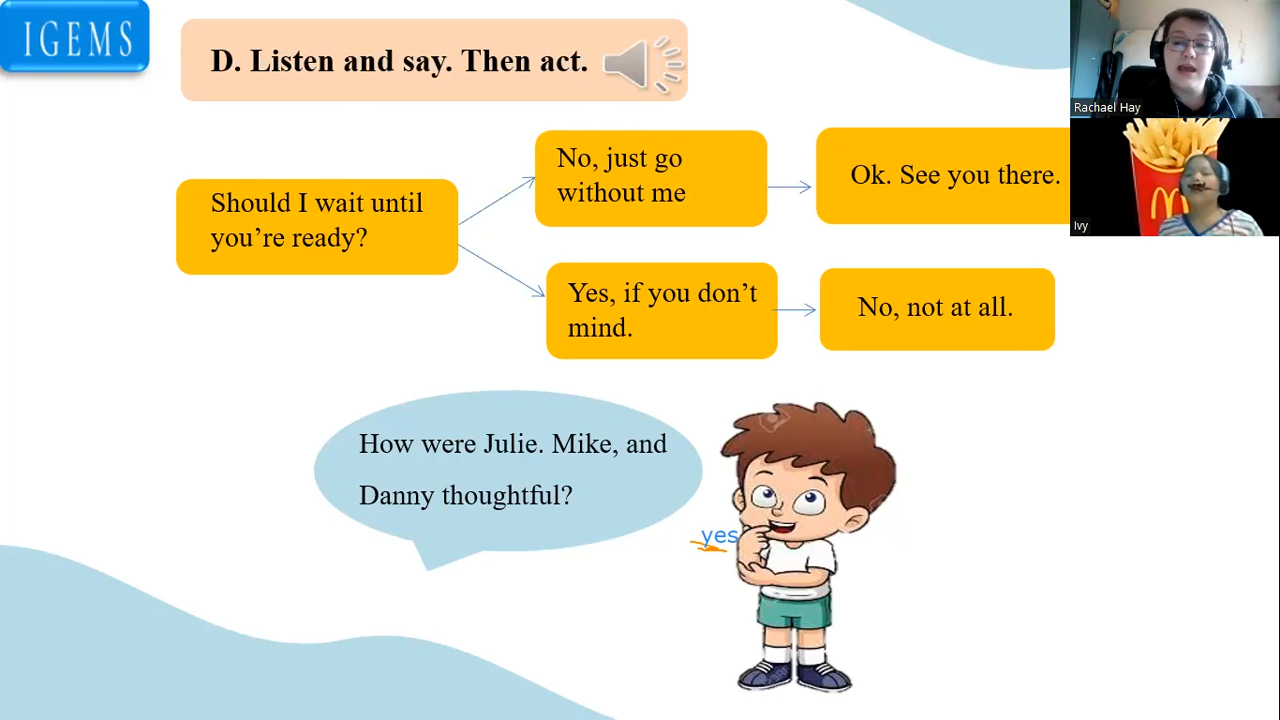 IGEMS
D. Listen and say. Then act.
Rachael Hay
Should I wait until
you're ready?
No, just go
without me
Ok. See you there.
Ivy
Yes, if you don't
mind.
No, not at all.
How were Julie. Mike, and
Danny thoughtful?
yes